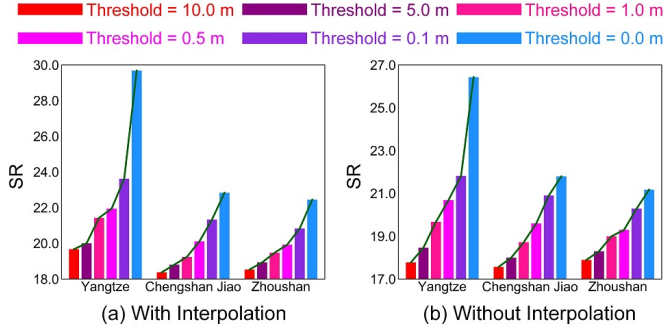 Threshold = 10.0 m Threshold = 5.0 m Threshold = 1.0 m
Threshold = 0.5 m Threshold = 0.1 m Threshold = 0.0 m
30.0
28.0
26.0
24.0
22.0
20.0
18.0
SR
Yangtze Chengshan Jiao Zhoushan
(a) With Interpolation
27.0
25.0
23.0
21.0
19.0
17.0
SR
Yangtze Chengshan Jiao Zhoushan
(b) Without Interpolation